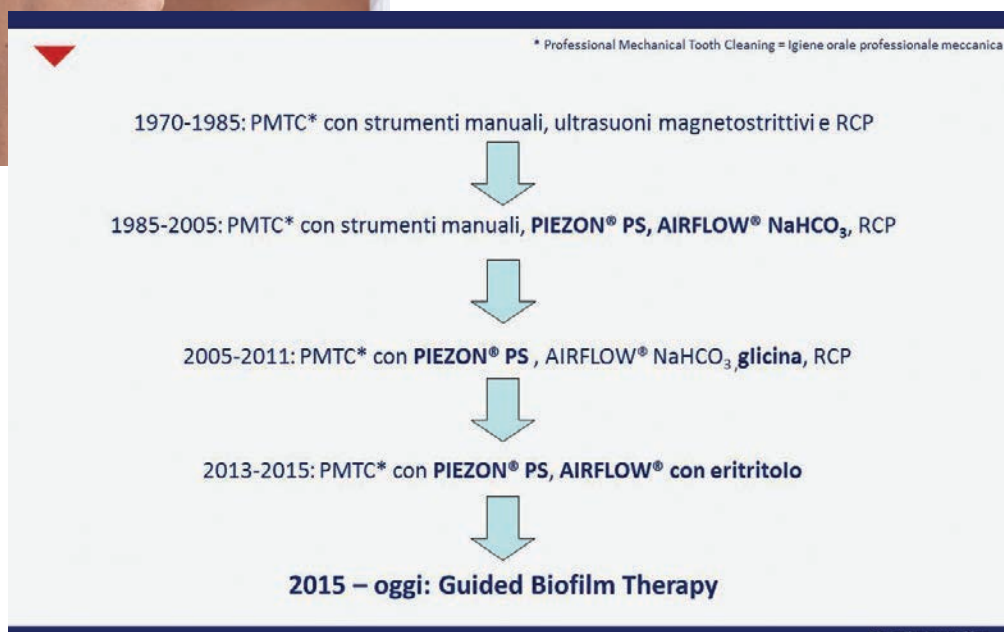 * Professional Mechanical Tooth Cleaning = Igiene orale professionale meccanica
1970-1985: PMTC* con strumenti manuali, ultrasuoni magnetostrittivi e RCP
1985-2005: PMTC* con strumenti manuali, PIEZON® PS, AIRFLOW® NaHCO₃, RCP
2005-2011: PMTC* con PIEZON® PS , AIRFLOW® NaHCO₃,glicina, RCP
2013-2015: PMTC* con PIEZON® PS, AIRFLOW® con eritritolo
2015 – oggi: Guided Biofilm Therapy